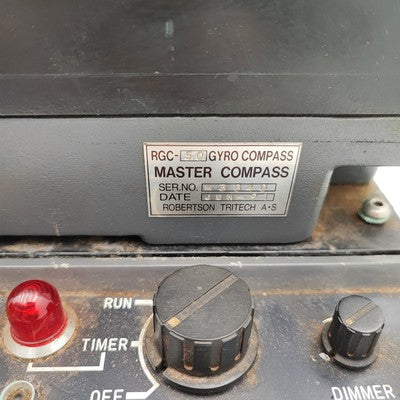 RGC-50 GYRO COMPASS
MASTER COMPASS
SER.NO.
DATE
ROBERTSON TRITECH A·S
RUN
TIMER
OFF
DIMMER